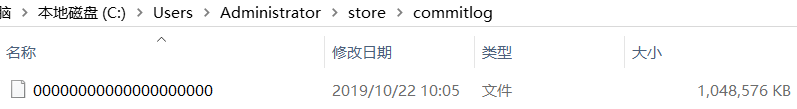 脑 > 本地磁盘 (C:) > Users > Administrator > store > commitlog
名称 修改日期 类型 大小
00000000000000000000 2019/10/22 10:05 文件 1,048,576 KB